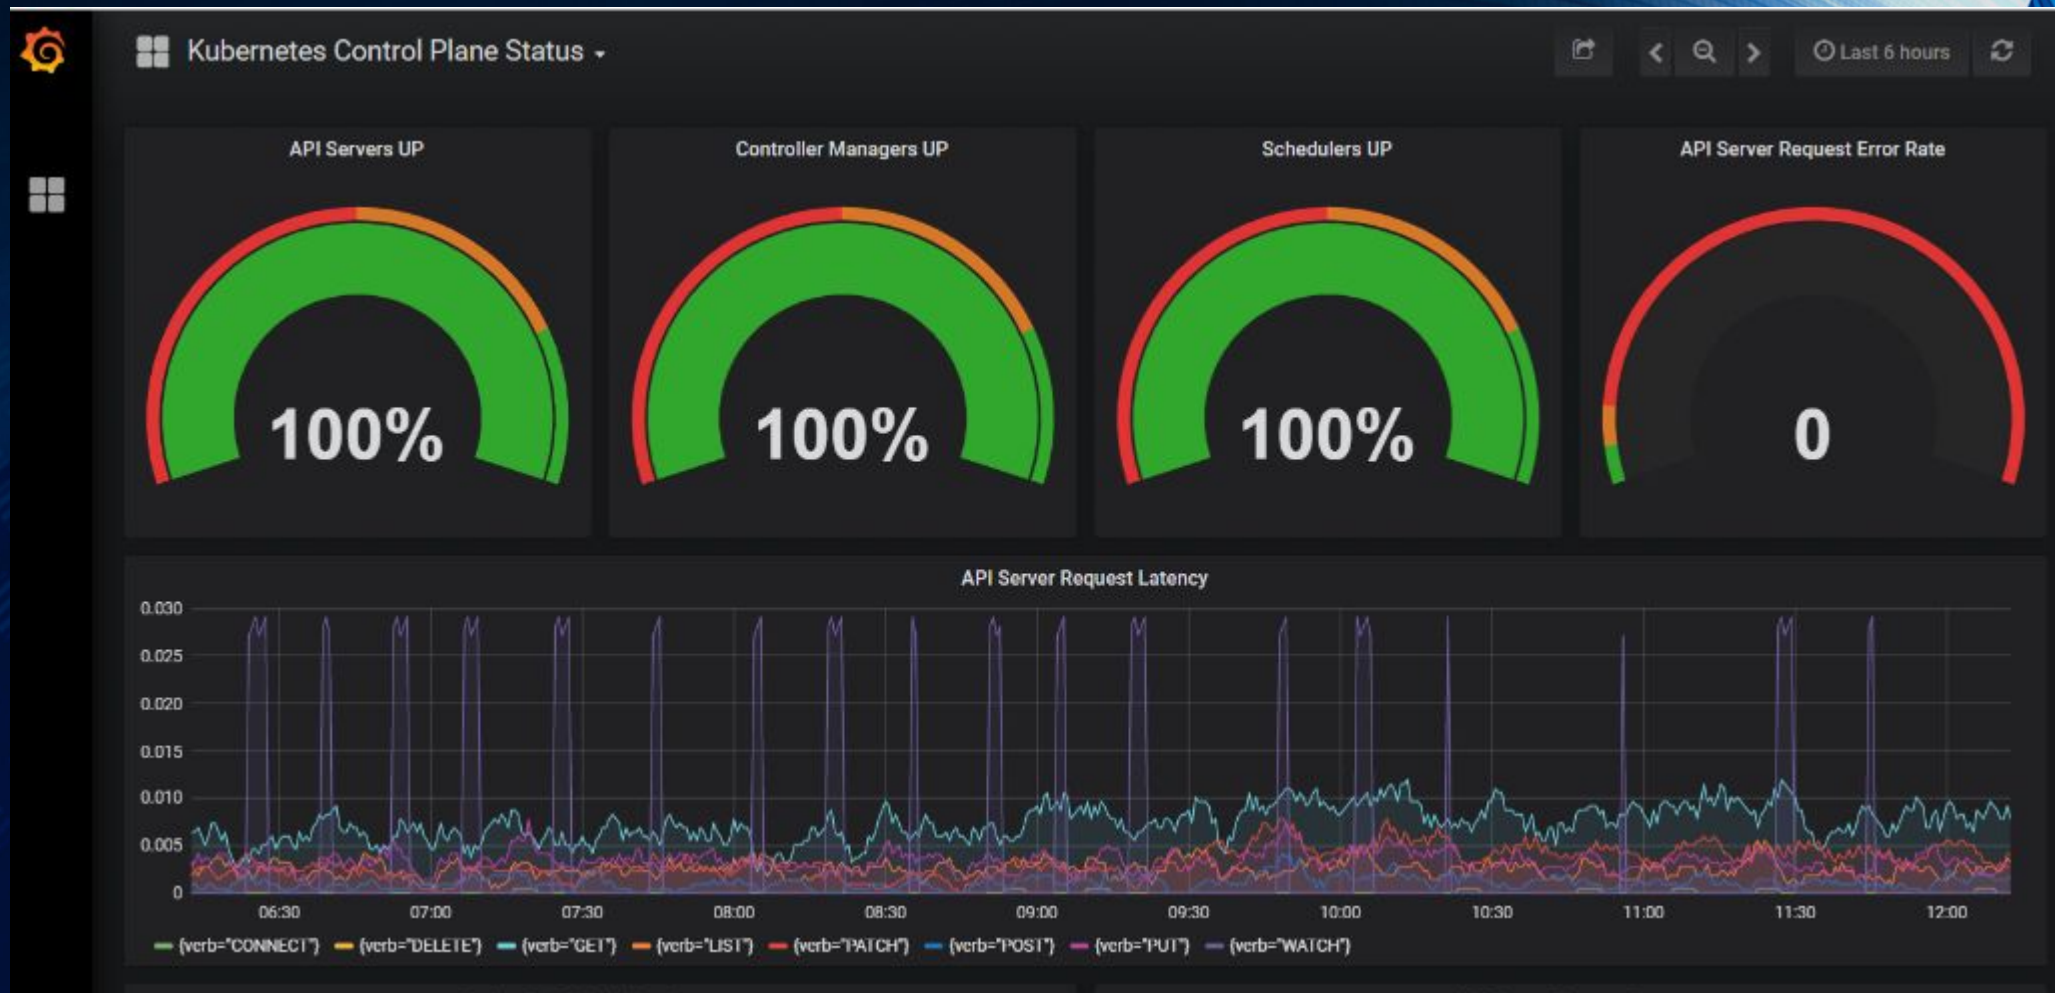 Kubernetes Control Plane Status
Last 6 hours
API Servers UP
Controller Managers UP
Schedulers UP
API Server Request Error Rate
100%
100%
100%
0
API Server Request Latency
0.030
0.025
0.020
0.015
0.010
0.005
0
06:30 07:00 07:30 08:00 08:30 09:00 09:30 10:00 10:30 11:00 11:30 12:00
{verb="CONNECT"} {verb="DELETE"} {verb="GET"} {verb="LIST"} {verb="PATCH"} {verb="POST"} {verb="PUT"} {verb="WATCH"}